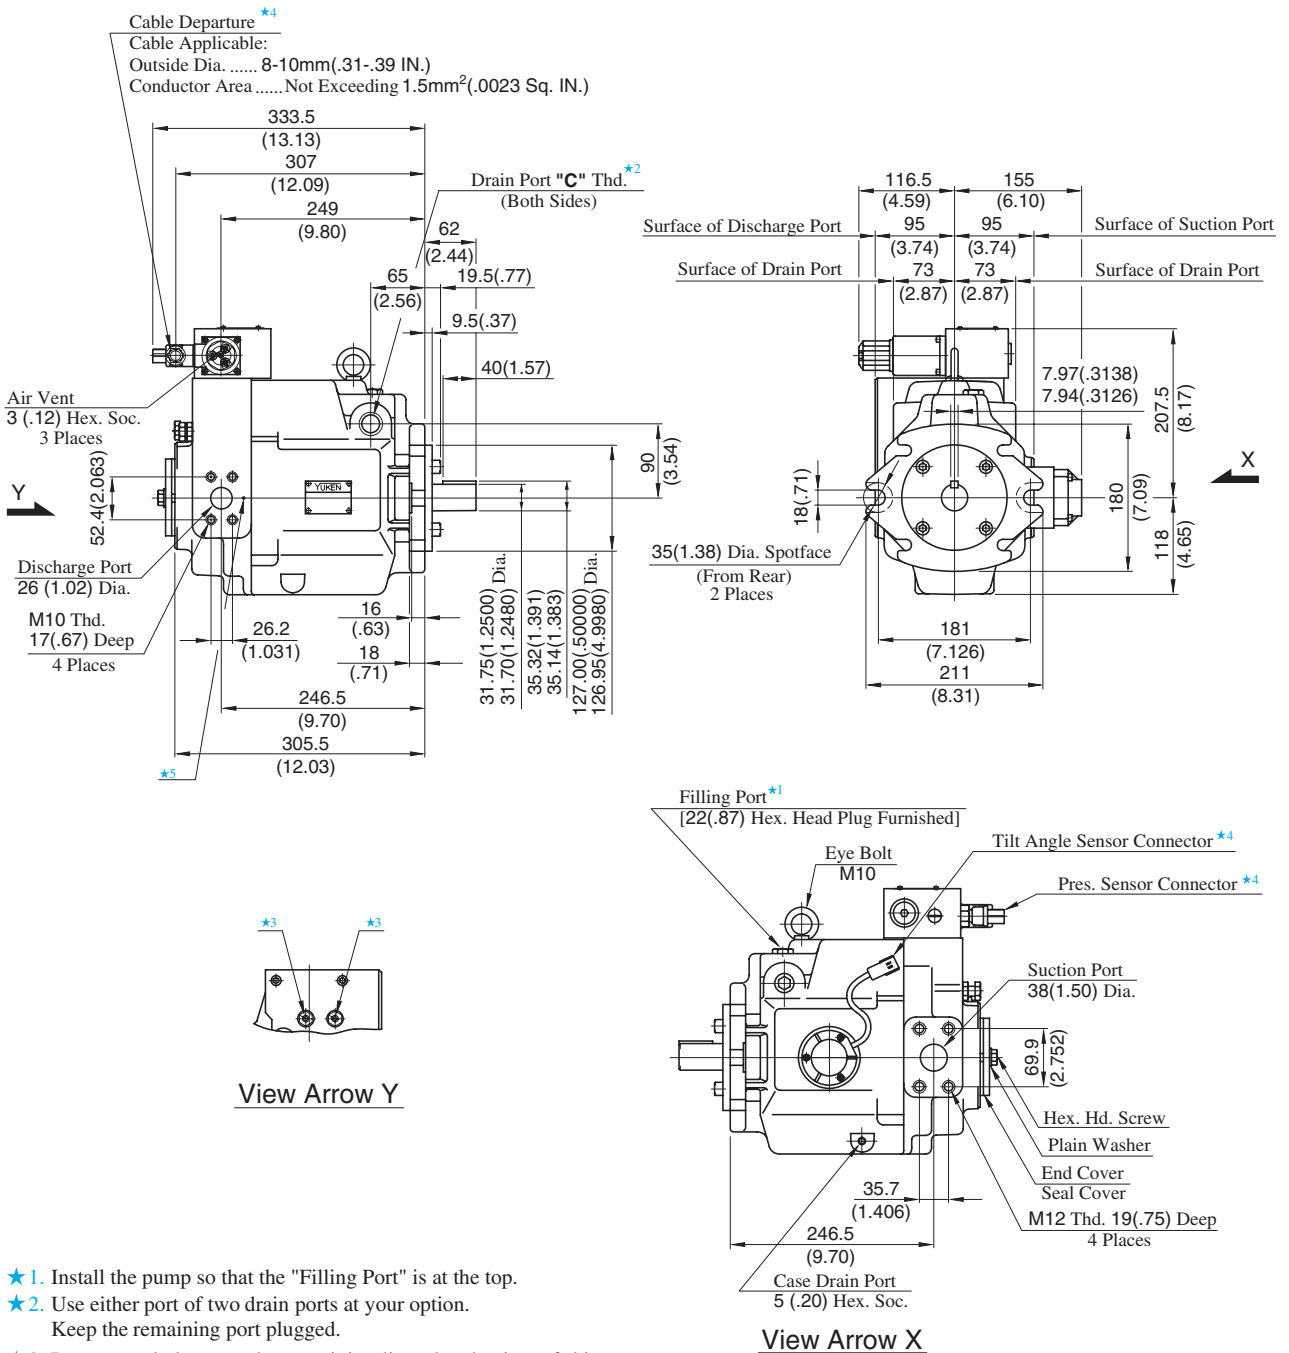 Cable Departure ★4
Cable Applicable:
Outside Dia. ...... 8-10mm(.31-.39 IN.)
Conductor Area ...... Not Exceeding 1.5mm2(.0023 Sq. IN.)
333.5
(13.13)
307
(12.09)
249
(9.80)
Drain Port "C" Thd. ★2
(Both Sides)
62
(2.44)
65
(2.56)
19.5(.77)
9.5(.37)
40(1.57)
Air Vent
3 (.12) Hex. Soc.
3 Places
52.4(2.063)
Y
YUKEN
90
(3.54)
Discharge Port
26 (1.02) Dia.
M10 Thd.
17(.67) Deep
4 Places
26.2
(1.031)
16
(.63)
18
(.71)
31.75(1.2500)
31.70(1.2480) Dia.
35.32(1.391)
35.14(1.383)
127.00(.50000)
126.95(4.9980) Dia.
246.5
(9.70)
305.5
(12.03)
★5
116.5
(4.59)
155
(6.10)
Surface of Discharge Port
95
(3.74)
95
(3.74)
Surface of Suction Port
Surface of Drain Port
73
(2.87)
73
(2.87)
Surface of Drain Port
7.97(.3138)
7.94(.3126)
207.5
(8.17)
X
18(.71)
180
(7.09)
118
(4.65)
35(1.38) Dia. Spotface
(From Rear)
2 Places
181
(7.126)
211
(8.31)
★3
★3
View Arrow Y
Filling Port★1
[22(.87) Hex. Head Plug Furnished]
Eye Bolt
M10
Tilt Angle Sensor Connector ★4
Pres. Sensor Connector ★4
Suction Port
38(1.50) Dia.
69.9
(2.752)
Hex. Hd. Screw
Plain Washer
End Cover
Seal Cover
M12 Thd. 19(.75) Deep
4 Places
35.7
(1.406)
246.5
(9.70)
Case Drain Port
5 (.20) Hex. Soc.
View Arrow X
★1. Install the pump so that the "Filling Port" is at the top.
★2. Use either port of two drain ports at your option.
Keep the remaining port plugged.